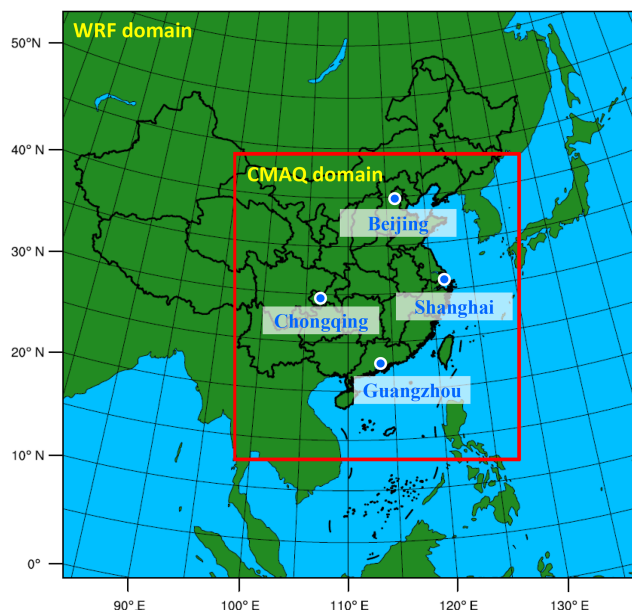 WRF domain
50° N
40° N
CMAQ domain
Beijing
30° N
Shanghai
Chongqing
20° N
Guangzhou
10° N
0°
90° E
100° E
110° E
120° E
130° E